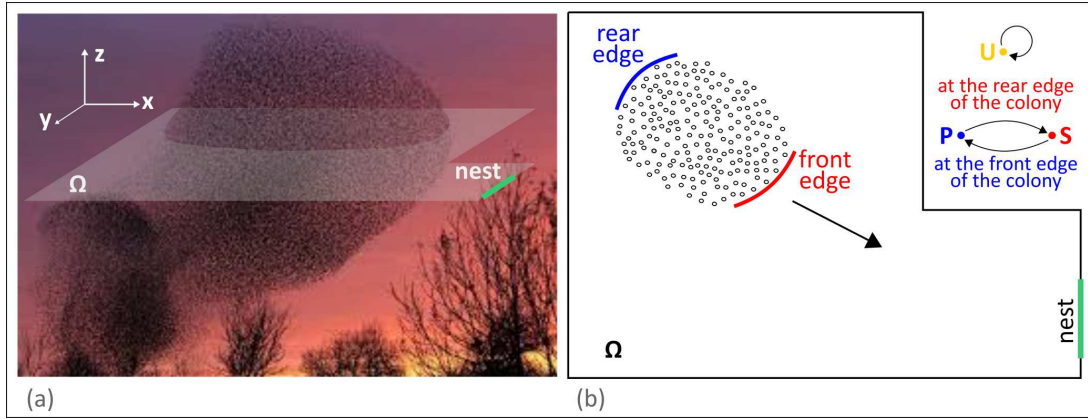 z
x
y
Ω
nest
(a)
rear
edge
front
edge
Ω
nest
U
at the rear edge
of the colony
P
S
at the front edge
of the colony
(b)